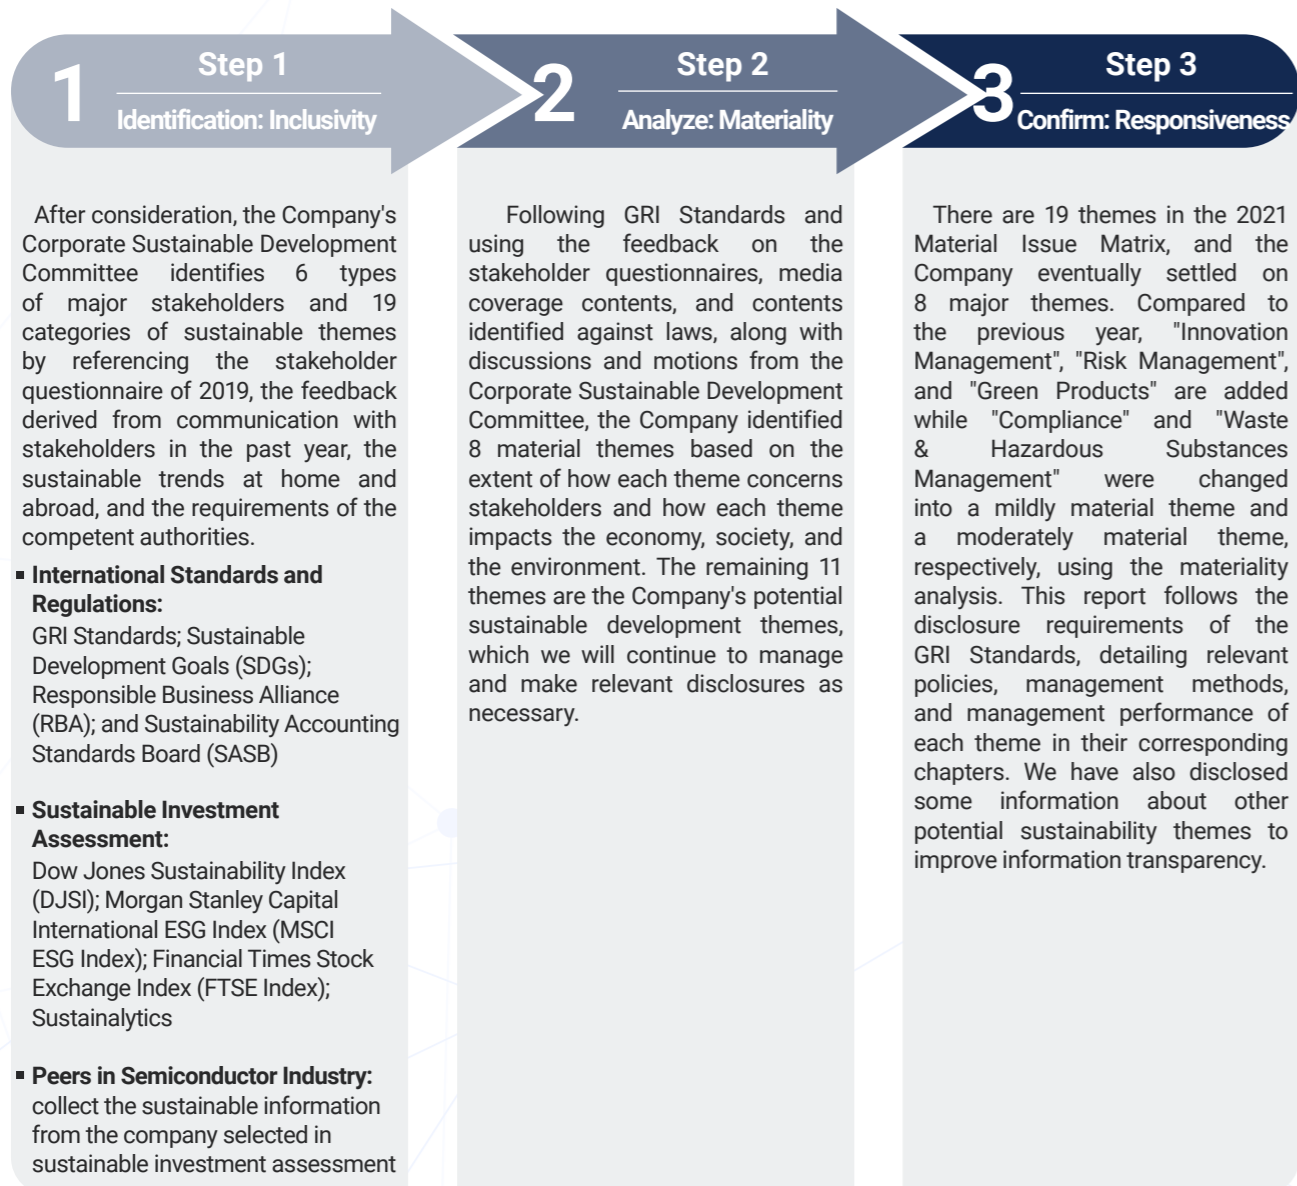 1
Step 1
Identification: Inclusivity
After consideration, the Company's
Corporate Sustainable Development
Committee identifies 6 types
of major stakeholders and 19
categories of sustainable themes
by referencing the stakeholder
questionnaire of 2019, the feedback
derived from communication with
stakeholders in the past year, the
sustainable trends at home and
abroad, and the requirements of the
competent authorities.
▪ International Standards and
Regulations:
GRI Standards; Sustainable
Development Goals (SDGs);
Responsible Business Alliance
(RBA); and Sustainability Accounting
Standards Board (SASB)
▪ Sustainable Investment
Assessment:
Dow Jones Sustainability Index
(DJSI); Morgan Stanley Capital
International ESG Index (MSCI
ESG Index); Financial Times Stock
Exchange Index (FTSE Index);
Sustainalytics
▪ Peers in Semiconductor Industry:
collect the sustainable information
from the company selected in
sustainable investment assessment
2
Step 2
Analyze: Materiality
Following GRI Standards and
using the feedback on the
stakeholder questionnaires, media
coverage contents, and contents
identified against laws, along with
discussions and motions from the
Corporate Sustainable Development
Committee, the Company identified
8 material themes based on the
extent of how each theme concerns
stakeholders and how each theme
impacts the economy, society, and
the environment. The remaining 11
themes are the Company's potential
sustainable development themes,
which we will continue to manage
and make relevant disclosures as
necessary.
3
Step 3
Confirm: Responsiveness
There are 19 themes in the 2021
Material Issue Matrix, and the
Company eventually settled on
8 major themes. Compared to
the previous year, "Innovation
Management", "Risk Management",
and "Green Products" are added
while "Compliance" and "Waste
& Hazardous Substances
Management" were changed
into a mildly material theme and
a moderately material theme,
respectively, using the materiality
analysis. This report follows the
disclosure requirements of the
GRI Standards, detailing relevant
policies, management methods,
and management performance of
each theme in their corresponding
chapters. We have also disclosed
some information about other
potential sustainability themes to
improve information transparency.